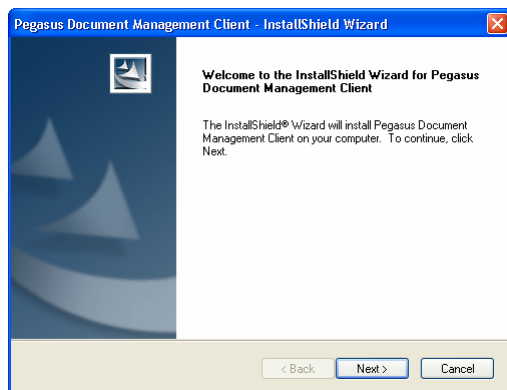 Pegasus Document Management Client - InstallShield Wizard
Welcome to the InstallShield Wizard for Pegasus
Document Management Client
The InstallShield® Wizard will install Pegasus Document
Management Client on your computer. To continue, click
Next.
< Back
Next >
Cancel